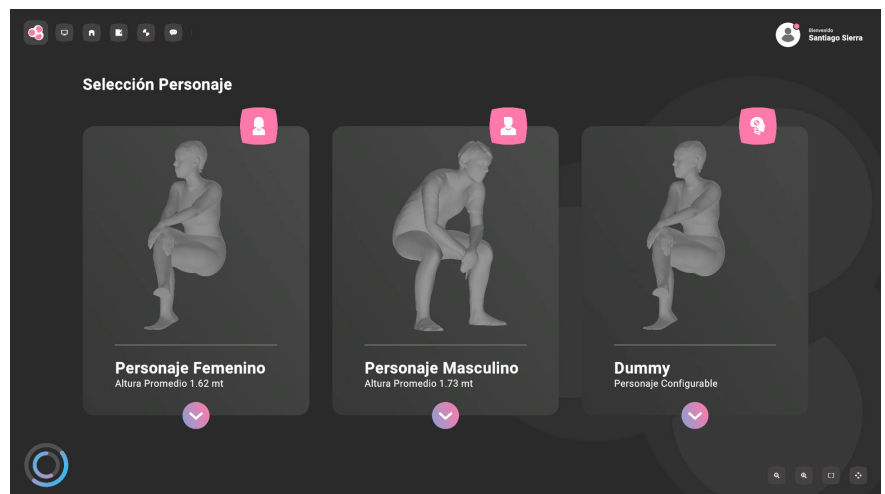 Bienvenido
Santiago Sierra
Selección Personaje
Personaje Femenino
Altura Promedio 1.62 mt
Personaje Masculino
Altura Promedio 1.73 mt
Dummy
Personaje Configurable